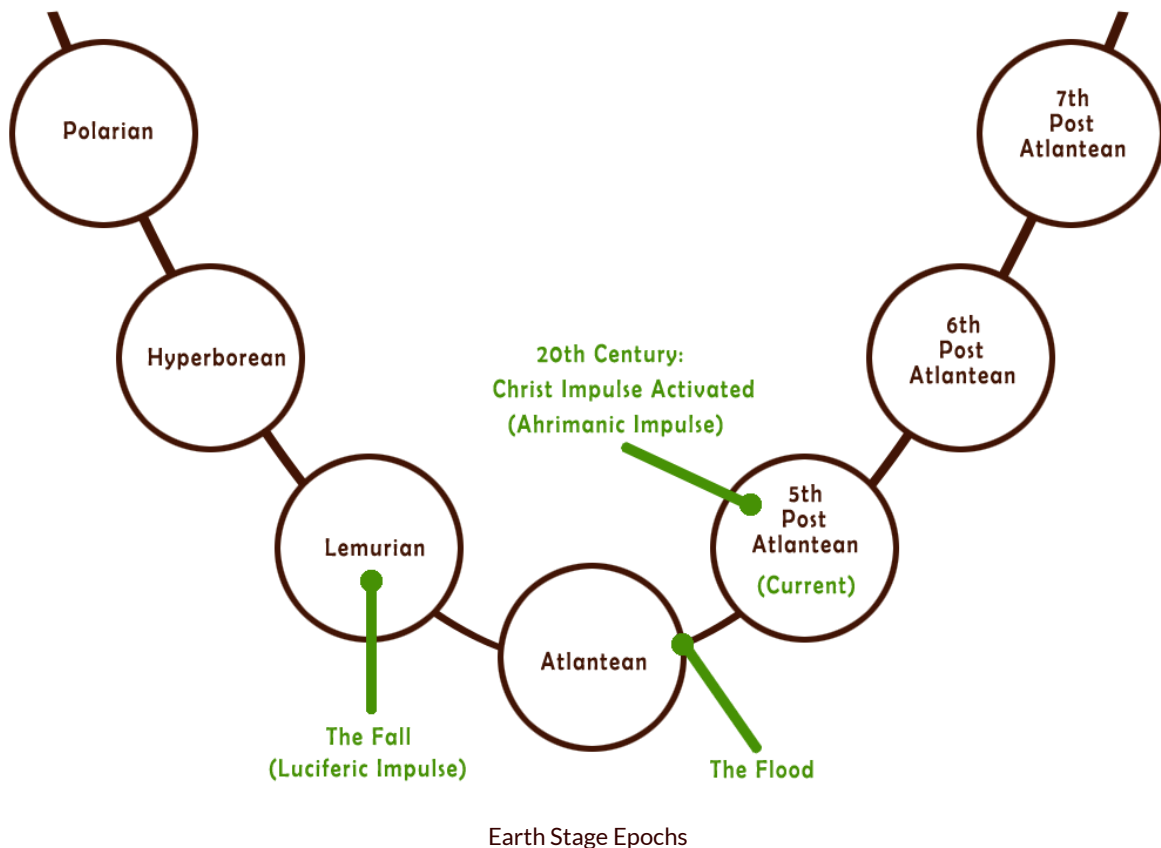 Polarian
7th
Post
Atlantean
Hyperborean
6th
Post
Atlantean
20th Century:
Christ Impulse Activated
(Ahrimanic Impulse)
Lemurian
5th
Post
Atlantean
(Current)
Atlantean
The Fall
(Luciferic Impulse)
The Flood
Earth Stage Epochs